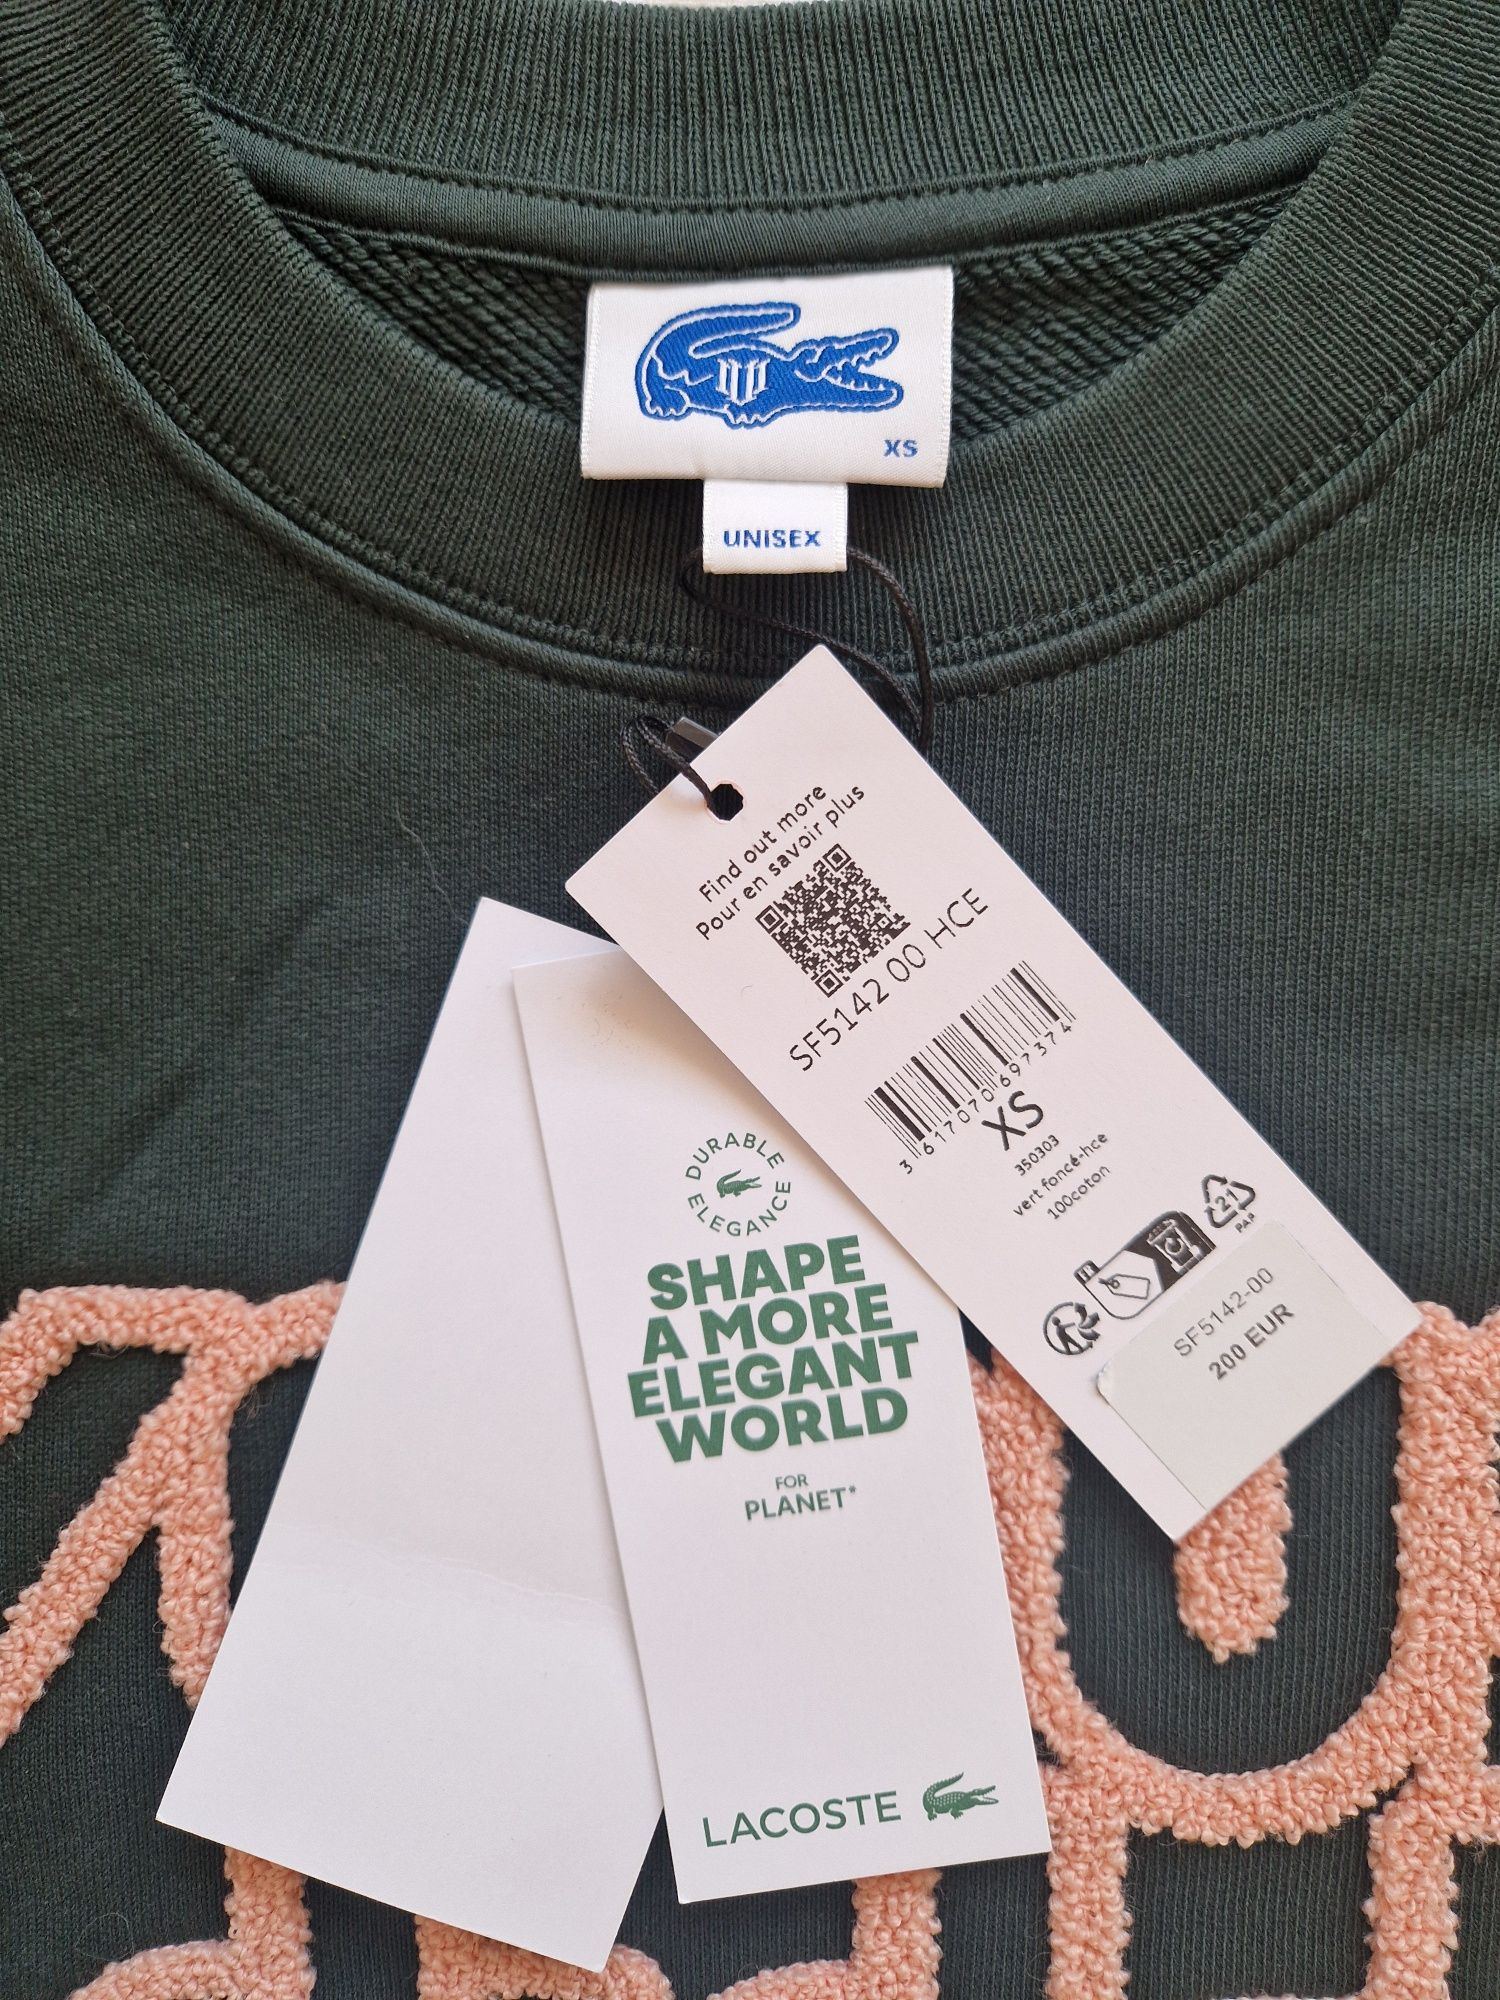 XS
UNISEX
Find out more
Pour en savoir plus
SF5142 00 HCE
3 617070 697374
XS
350303
vert foncé-hce
100coton
21
PAP
FR
SF5142-00
200 EUR
DURABLE
ELEGANCE
SHAPE
A MORE
ELEGANT
WORLD
FOR
PLANET*
LACOSTE